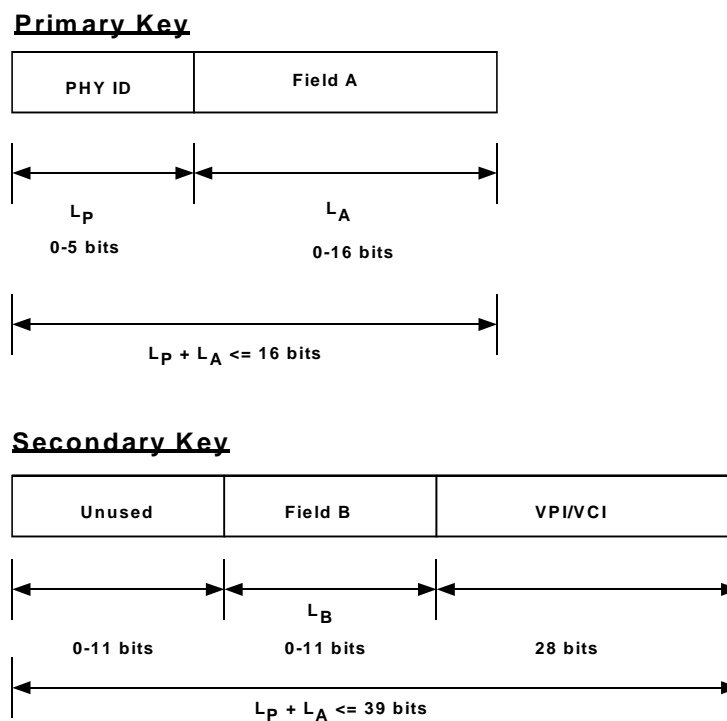 Primary Key
PHY ID Field A
LP LA
0-5 bits 0-16 bits
LP + LA <= 16 bits
Secondary Key
Unused Field B VPI/VCI
LB
0-11 bits 0-11 bits 28 bits
LP + LA <= 39 bits